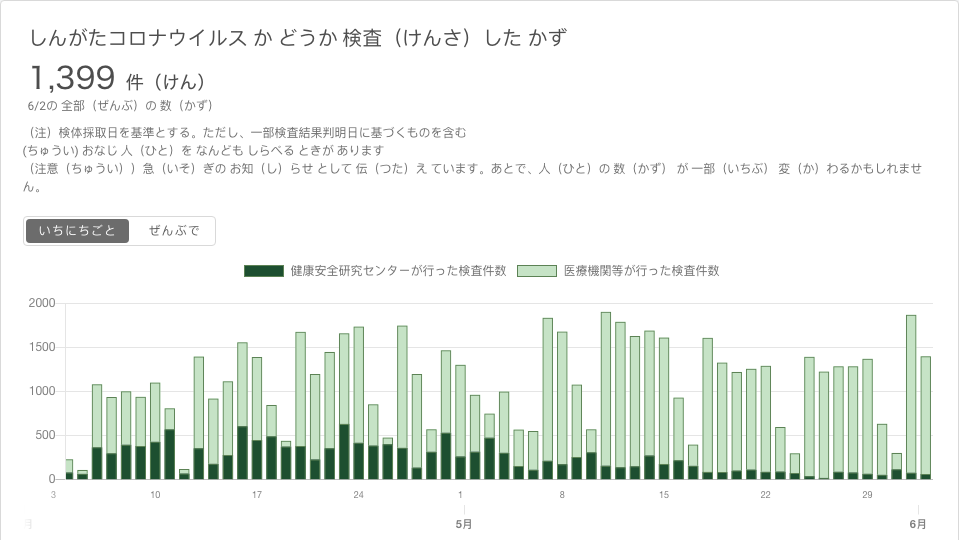 しんがたコロナウイルス か どうか 検査（けんさ）した かず
1,399 件（けん）
6/2の 全部（ぜんぶ）の 数（かず）
（注）検体採取日を基準とする。ただし、一部検査結果判明日に基づくものを含む
(ちゅうい) おなじ 人（ひと）を なんども しらべる ときが あります
（注意（ちゅうい））急（いそ）ぎの お知（し）らせ として 伝（つた）え ています。あとで、人（ひと）の 数（かず） が 一部（いちぶ） 変（か）わるかもしれませ
ん。
いちにちごと ぜんぶで
健康安全研究センターが行った検査件数 医療機関等が行った検査件数
2000
1500
1000
500
0
3 10 17 24 1 8 15 22 29
月 5月 6月